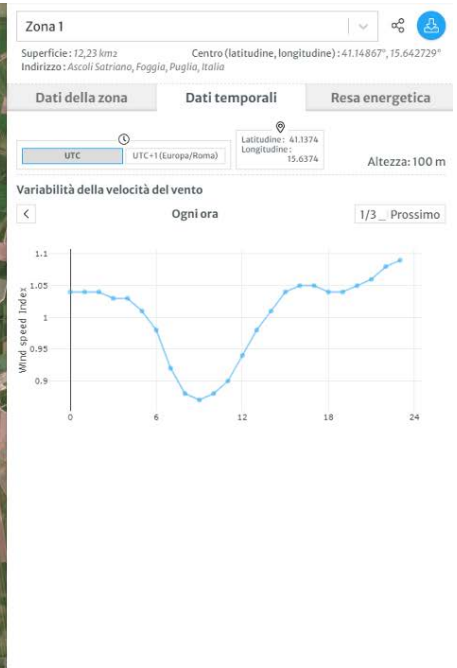 Zona 1
Superficie: 12,23 km2 Centro (latitudine, longitudine): 41.14867°, 15.642729°
Indirizzo: Ascoli Satriano, Foggia, Puglia, Italia
Dati della zona Dati temporali Resa energetica
UTC UTC+1 (Europa/Roma)
Latitudine: 41.1374
Longitudine:
15.6374
Altezza: 100 m
Variabilità della velocità del vento
< Ogni ora 1/3_ Prossimo
1.1
1.05
1
0.95
0.9
Wind speed Index
0 6 12 18 24